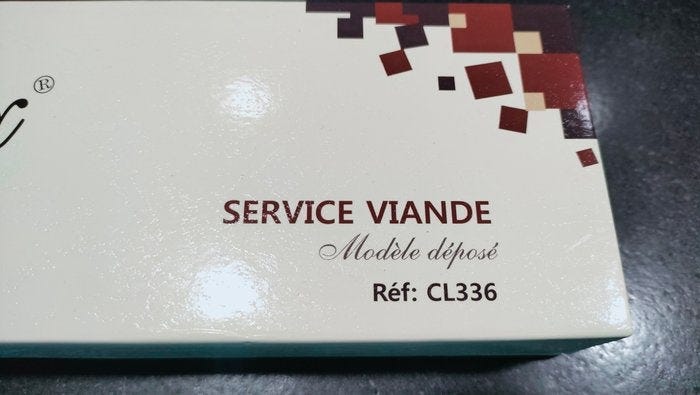 x®
SERVICE VIANDE
Modèle déposé
Réf: CL336